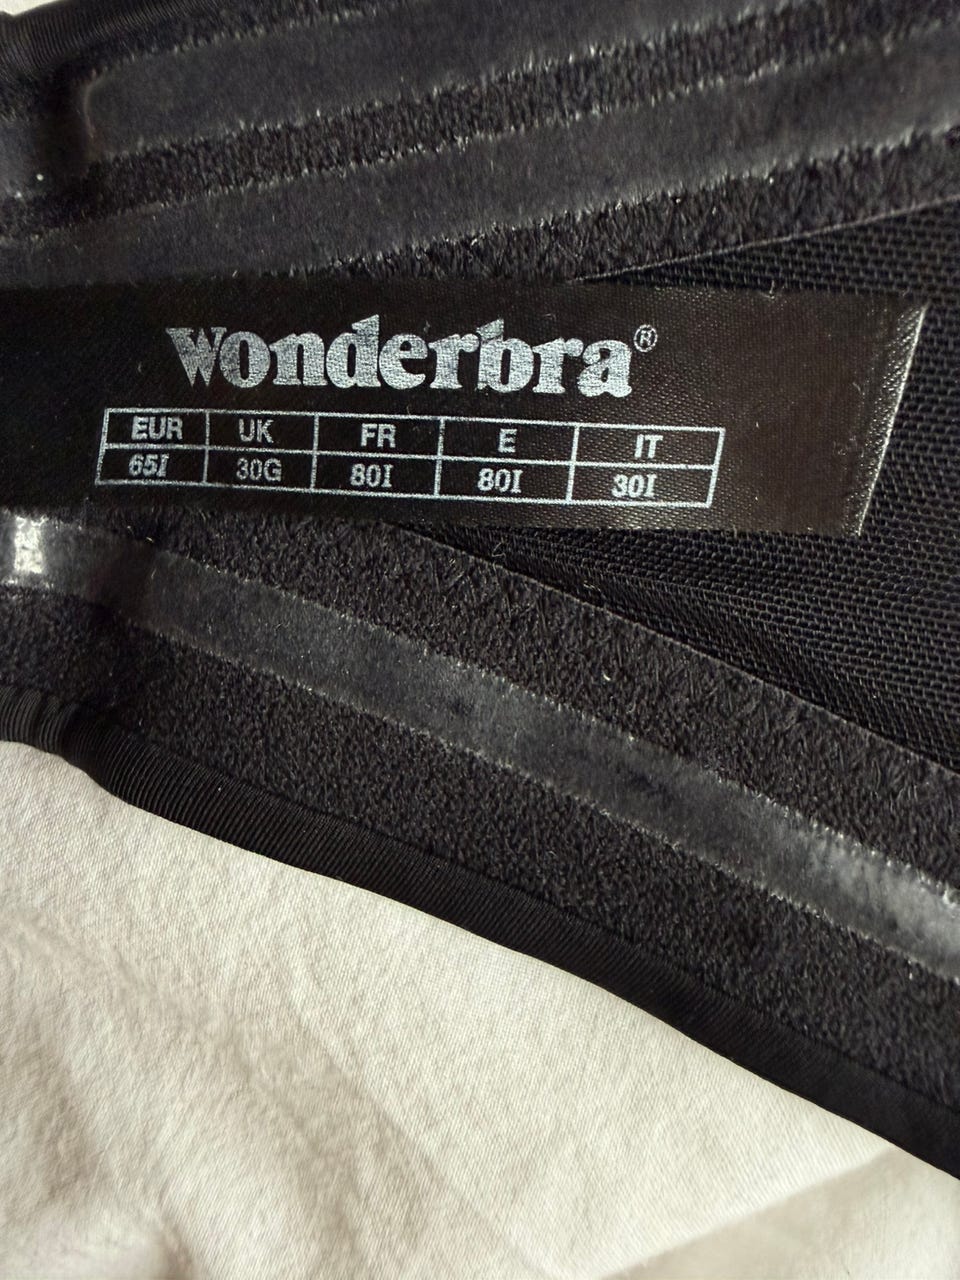 wonderbra®
EUR UK FR E IT
65I 30G 80I 80I 30I